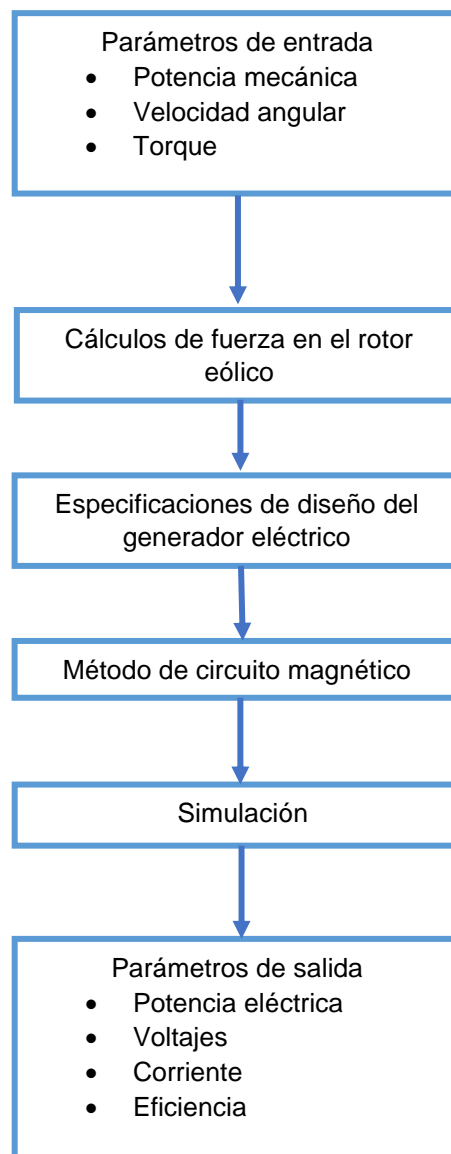 Parámetros de entrada
• Potencia mecánica
• Velocidad angular
• Torque
Cálculos de fuerza en el rotor
eólico
Especificaciones de diseño del
generador eléctrico
Método de circuito magnético
Simulación
Parámetros de salida
• Potencia eléctrica
• Voltajes
• Corriente
• Eficiencia